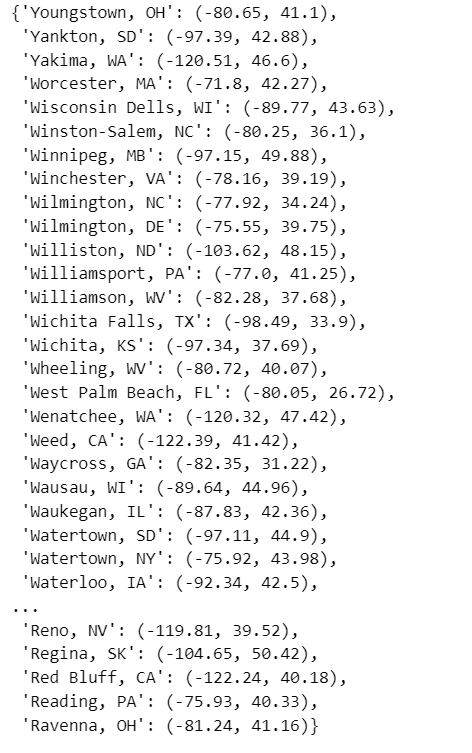 {'Youngstown, OH': (-80.65, 41.1),
'Yankton, SD': (-97.39, 42.88),
'Yakima, WA': (-120.51, 46.6),
'Worcester, MA': (-71.8, 42.27),
'Wisconsin Dells, WI': (-89.77, 43.63),
'Winston-Salem, NC': (-80.25, 36.1),
'Winnipeg, MB': (-97.15, 49.88),
'Winchester, VA': (-78.16, 39.19),
'Wilmington, NC': (-77.92, 34.24),
'Wilmington, DE': (-75.55, 39.75),
'Williston, ND': (-103.62, 48.15),
'Williamsport, PA': (-77.0, 41.25),
'Williamson, WV': (-82.28, 37.68),
'Wichita Falls, TX': (-98.49, 33.9),
'Wichita, KS': (-97.34, 37.69),
'Wheeling, WV': (-80.72, 40.07),
'West Palm Beach, FL': (-80.05, 26.72),
'Wenatchee, WA': (-120.32, 47.42),
'Weed, CA': (-122.39, 41.42),
'Waycross, GA': (-82.35, 31.22),
'Wausau, WI': (-89.64, 44.96),
'Waukegan, IL': (-87.83, 42.36),
'Watertown, SD': (-97.11, 44.9),
'Watertown, NY': (-75.92, 43.98),
'Waterloo, IA': (-92.34, 42.5),
...
'Reno, NV': (-119.81, 39.52),
'Regina, SK': (-104.65, 50.42),
'Red Bluff, CA': (-122.24, 40.18),
'Reading, PA': (-75.93, 40.33),
'Ravenna, OH': (-81.24, 41.16)}